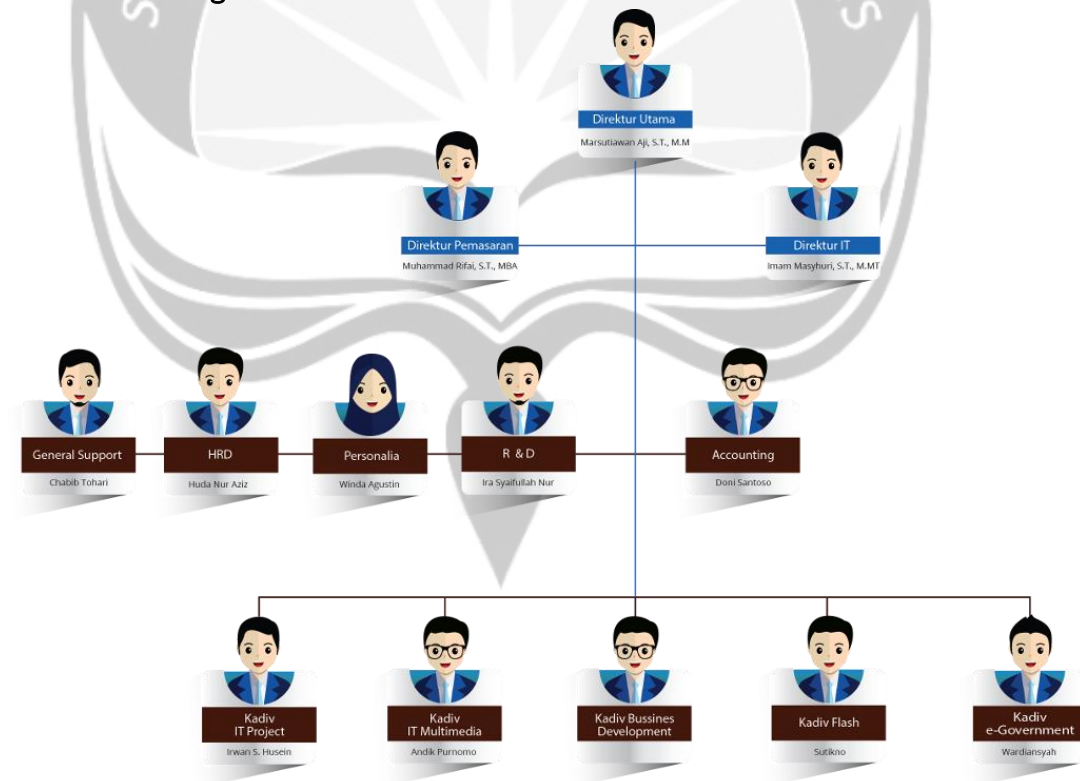 Direktur Utama
Marsutiawan Aji, S.T., M.M
Direktur Pemasaran
Muhammad Rifai, S.T., MBA
Direktur IT
Imam Masyhuri, S.T., M.MT
General Support
Chabib Tohari
HRD
Huda Nur Aziz
Personalia
Winda Agustin
R & D
Ira Syaifullah Nur
Accounting
Doni Santoso
Kadiv
IT Project
Irwan S. Husein
Kadiv
IT Multimedia
Andik Purnomo
Kadiv Bussines
Development
Kadiv Flash
Sutikno
Kadiv
e-Government
Wardiansyah